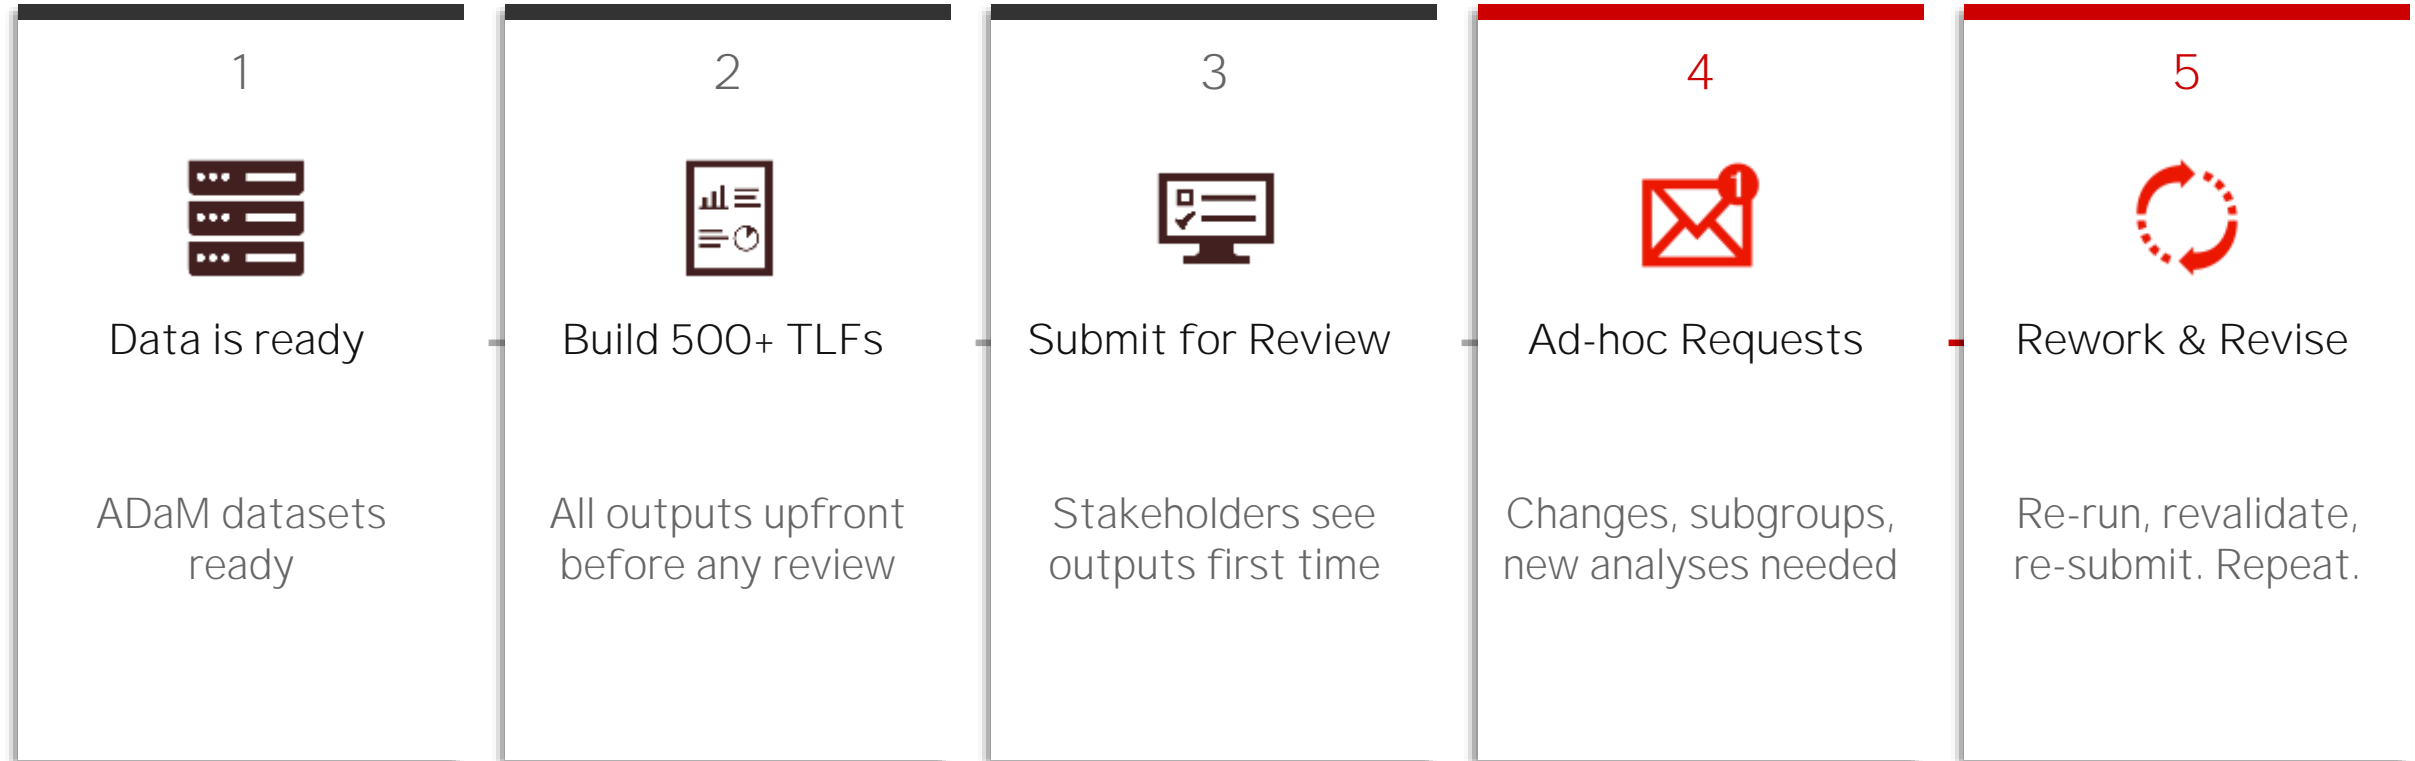 1
Data is ready
ADaM datasets
ready
2
Build 500+ TLFs
All outputs upfront
before any review
3
Submit for Review
Stakeholders see
outputs first time
4
1
Ad-hoc Requests
Changes, subgroups,
new analyses needed
5
Rework & Revise
Re-run, revalidate,
re-submit. Repeat.